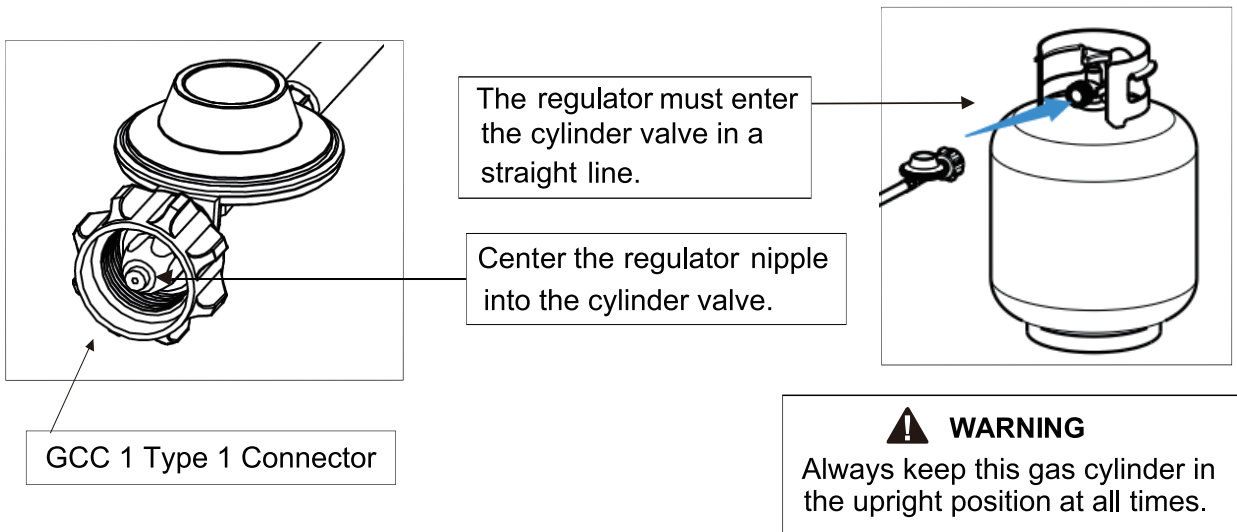 The regulator must enter
the cylinder valve in a
straight line.
Center the regulator nipple
into the cylinder valve.
GCC 1 Type 1 Connector
WARNING
Always keep this gas cylinder in
the upright position at all times.